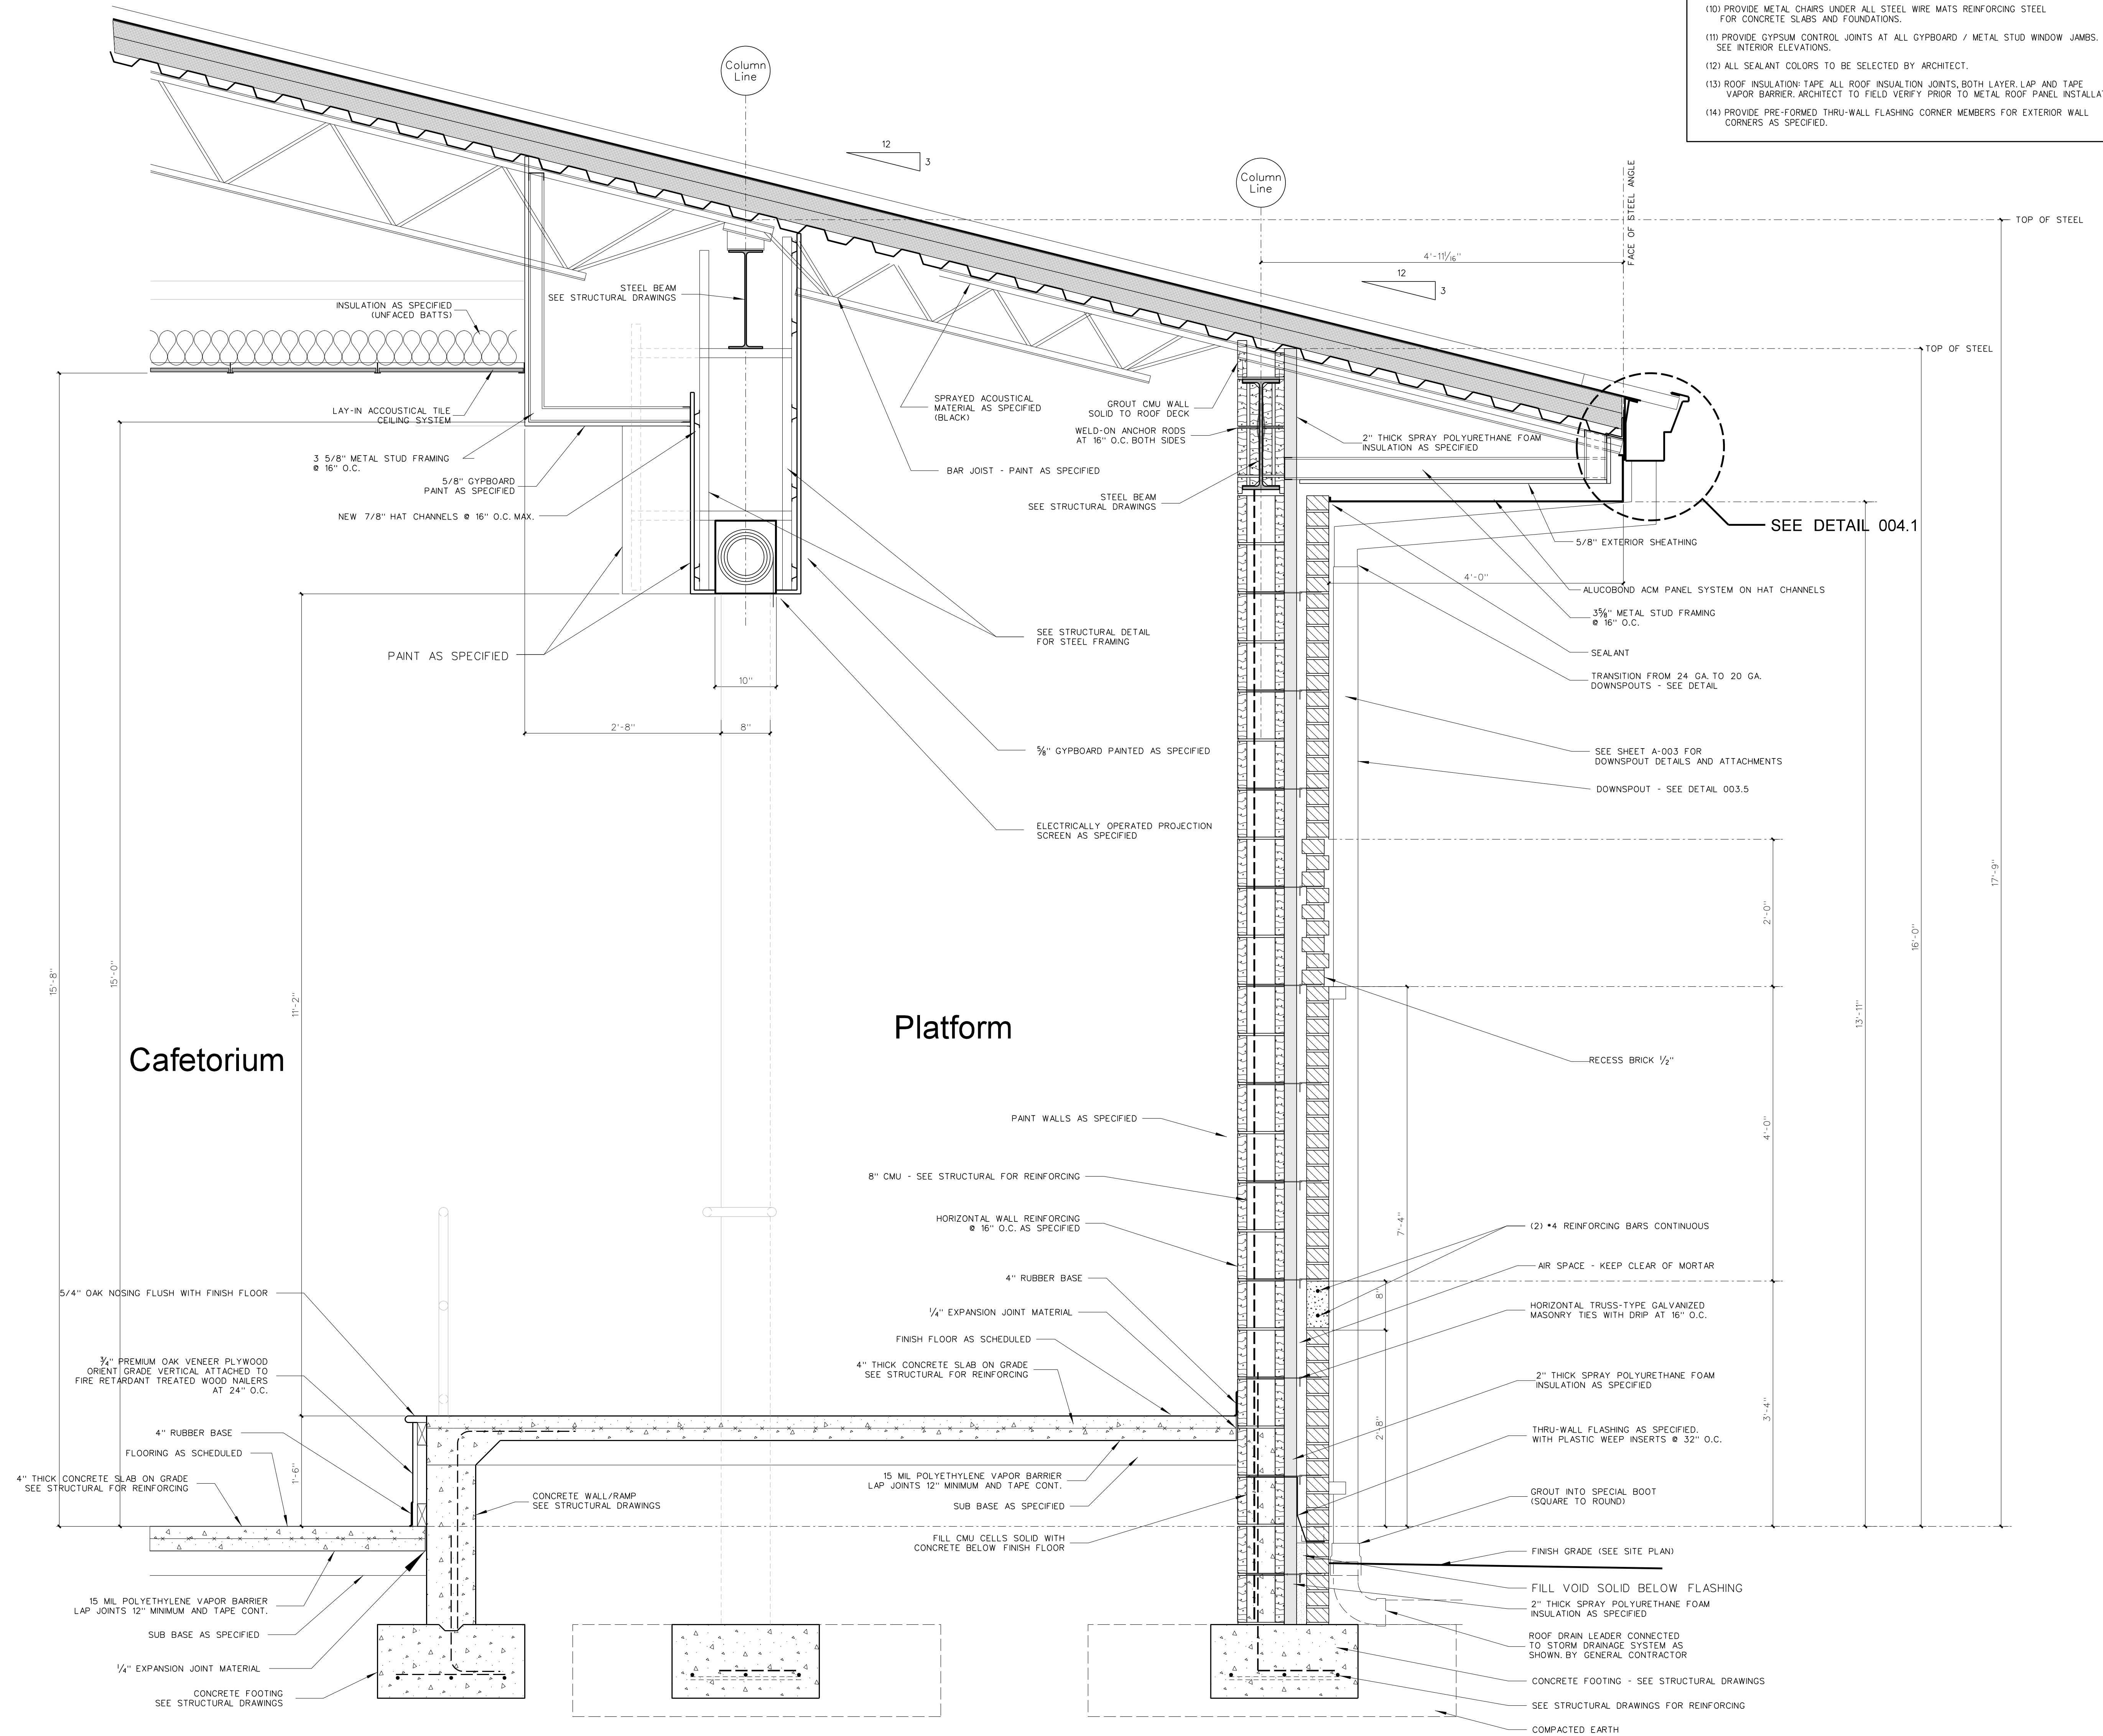 (10) PROVIDE METAL CHAIRS UNDER ALL STEEL WIRE MATS REINFORCING STEEL
FOR CONCRETE SLABS AND FOUNDATIONS.
(11) PROVIDE GYPSUM CONTROL JOINTS AT ALL GYPBOARD / METAL STUD WINDOW JAMBS.
SEE INTERIOR ELEVATIONS.
(12) ALL SEALANT COLORS TO BE SELECTED BY ARCHITECT.
(13) ROOF INSULATION: TAPE ALL ROOF INSUALTION JOINTS, BOTH LAYER. LAP AND TAPE
VAPOR BARRIER. ARCHITECT TO FIELD VERIFY PRIOR TO METAL ROOF PANEL INSTALLA
(14) PROVIDE PRE-FORMED THRU-WALL FLASHING CORNER MEMBERS FOR EXTERIOR WALL
CORNERS AS SPECIFIED.
Column
Line
12
3
Column
Line
FACE OF STEEL ANGLE
TOP OF STEEL
4'-11/16"
12
3
TOP OF STEEL
INSULATION AS SPECIFIED
(UNFACED BATTS)
STEEL BEAM
SEE STRUCTURAL DRAWINGS
LAY-IN ACCOUSTICAL TILE
CEILING SYSTEM
3 5/8" METAL STUD FRAMING
@ 16" O.C.
5/8" GYPBOARD
PAINT AS SPECIFIED
NEW 7/8" HAT CHANNELS @ 16" O.C. MAX.
PAINT AS SPECIFIED
SPRAYED ACOUSTICAL
MATERIAL AS SPECIFIED
(BLACK)
BAR JOIST - PAINT AS SPECIFIED
GROUT CMU WALL
SOLID TO ROOF DECK
WELD-ON ANCHOR RODS
AT 16" O.C. BOTH SIDES
STEEL BEAM
SEE STRUCTURAL DRAWINGS
2" THICK SPRAY POLYURETHANE FOAM
INSULATION AS SPECIFIED
SEE DETAIL 004.1
5/8" EXTERIOR SHEATHING
4'-0"
ALUCOBOND ACM PANEL SYSTEM ON HAT CHANNELS
3⅝" METAL STUD FRAMING
@ 16" O.C.
SEALANT
TRANSITION FROM 24 GA. TO 20 GA.
DOWNSPOUTS - SEE DETAIL
SEE STRUCTURAL DETAIL
FOR STEEL FRAMING
10"
2'-8"
8"
⅝" GYPBOARD PAINTED AS SPECIFIED
SEE SHEET A-003 FOR
DOWNSPOUT DETAILS AND ATTACHMENTS
DOWNSPOUT - SEE DETAIL 003.5
ELECTRICALLY OPERATED PROJECTION
SCREEN AS SPECIFIED
15'-8"
15'-0"
11'-2"
2'-0"
17'-9"
16'-0"
13'-11"
Platform
Cafetorium
RECESS BRICK ½"
4'-0"
PAINT WALLS AS SPECIFIED
8" CMU - SEE STRUCTURAL FOR REINFORCING
HORIZONTAL WALL REINFORCING
@ 16" O.C. AS SPECIFIED
7'-4"
(2) #4 REINFORCING BARS CONTINUOUS
AIR SPACE - KEEP CLEAR OF MORTAR
4" RUBBER BASE
¼" EXPANSION JOINT MATERIAL
FINISH FLOOR AS SCHEDULED
4" THICK CONCRETE SLAB ON GRADE
SEE STRUCTURAL FOR REINFORCING
8"
HORIZONTAL TRUSS-TYPE GALVANIZED
MASONRY TIES WITH DRIP AT 16" O.C.
2" THICK SPRAY POLYURETHANE FOAM
INSULATION AS SPECIFIED
3'-4"
2'-8"
THRU-WALL FLASHING AS SPECIFIED.
WITH PLASTIC WEEP INSERTS @ 32" O.C.
5/4" OAK NOSING FLUSH WITH FINISH FLOOR
¾" PREMIUM OAK VENEER PLYWOOD
ORIENT GRADE VERTICAL ATTACHED TO
FIRE RETARDANT TREATED WOOD NAILERS
AT 24" O.C.
4" RUBBER BASE
FLOORING AS SCHEDULED
4" THICK CONCRETE SLAB ON GRADE
SEE STRUCTURAL FOR REINFORCING
1'-6"
CONCRETE WALL/RAMP
SEE STRUCTURAL DRAWINGS
15 MIL POLYETHYLENE VAPOR BARRIER
LAP JOINTS 12" MINIMUM AND TAPE CONT.
SUB BASE AS SPECIFIED
FILL CMU CELLS SOLID WITH
CONCRETE BELOW FINISH FLOOR
GROUT INTO SPECIAL BOOT
(SQUARE TO ROUND)
FINISH GRADE (SEE SITE PLAN)
FILL VOID SOLID BELOW FLASHING
2" THICK SPRAY POLYURETHANE FOAM
INSULATION AS SPECIFIED
ROOF DRAIN LEADER CONNECTED
TO STORM DRAINAGE SYSTEM AS
SHOWN. BY GENERAL CONTRACTOR
CONCRETE FOOTING - SEE STRUCTURAL DRAWINGS
SEE STRUCTURAL DRAWINGS FOR REINFORCING
COMPACTED EARTH
15 MIL POLYETHYLENE VAPOR BARRIER
LAP JOINTS 12" MINIMUM AND TAPE CONT.
SUB BASE AS SPECIFIED
¼" EXPANSION JOINT MATERIAL
CONCRETE FOOTING
SEE STRUCTURAL DRAWINGS